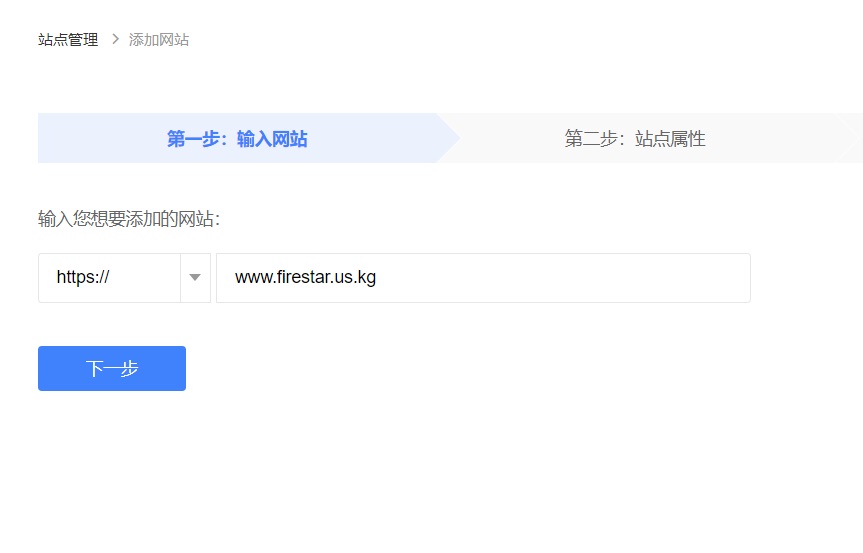 站点管理 > 添加网站
第一步：输入网站 第二步：站点属性
输入您想要添加的网站：
https:// www.firestar.us.kg
下一步